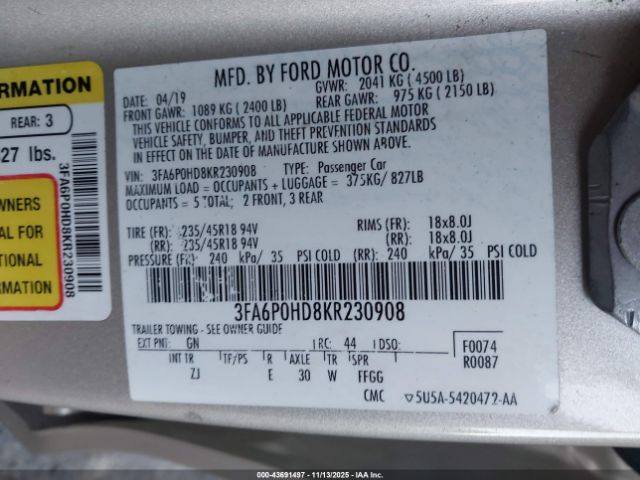 ORMATION
REAR: 3
827 lbs.
WNERS
AL FOR
TIONAL
ORMATION
3FA6P0HD8KR230908
MFD. BY FORD MOTOR CO.
DATE: 04/19
GVWR: 2041 KG ( 4500 LB)
FRONT GAWR: 1089 KG ( 2400 LB)
REAR GAWR: 975 KG ( 2150 LB)
THIS VEHICLE CONFORMS TO ALL APPLICABLE FEDERAL MOTOR
VEHICLE SAFETY, BUMPER, AND THEFT PREVENTION STANDARDS
IN EFFECT ON THE DATE OF MANUFACTURE SHOWN ABOVE.
VIN: 3FA6P0HD8KR230908 TYPE: Passenger Car
MAXIMUM LOAD = OCCUPANTS + LUGGAGE = 375KG/ 827LB
OCCUPANTS = 5 TOTAL; 2 FRONT, 3 REAR
TIRE (FR): 235/45R18 94V RIMS (FR): 18x8.0J
(RR): 235/45R18 94V (RR): 18x8.0J
PRESSURE (FR): 240 kPa/ 35 PSI COLD (RR): 240 kPa/ 35 PSI COLD
3FA6P0HD8KR230908
TRAILER TOWING - SEE OWNER GUIDE
EXT PNT: GN RC: 44 DSO: F0074
INT TR TP/PS R AXLE TR SPR R0087
ZJ E 30 W FFGG
CMC 5U5A-5420472-AA
000-43691497 11/13/2025 IAAI.COM